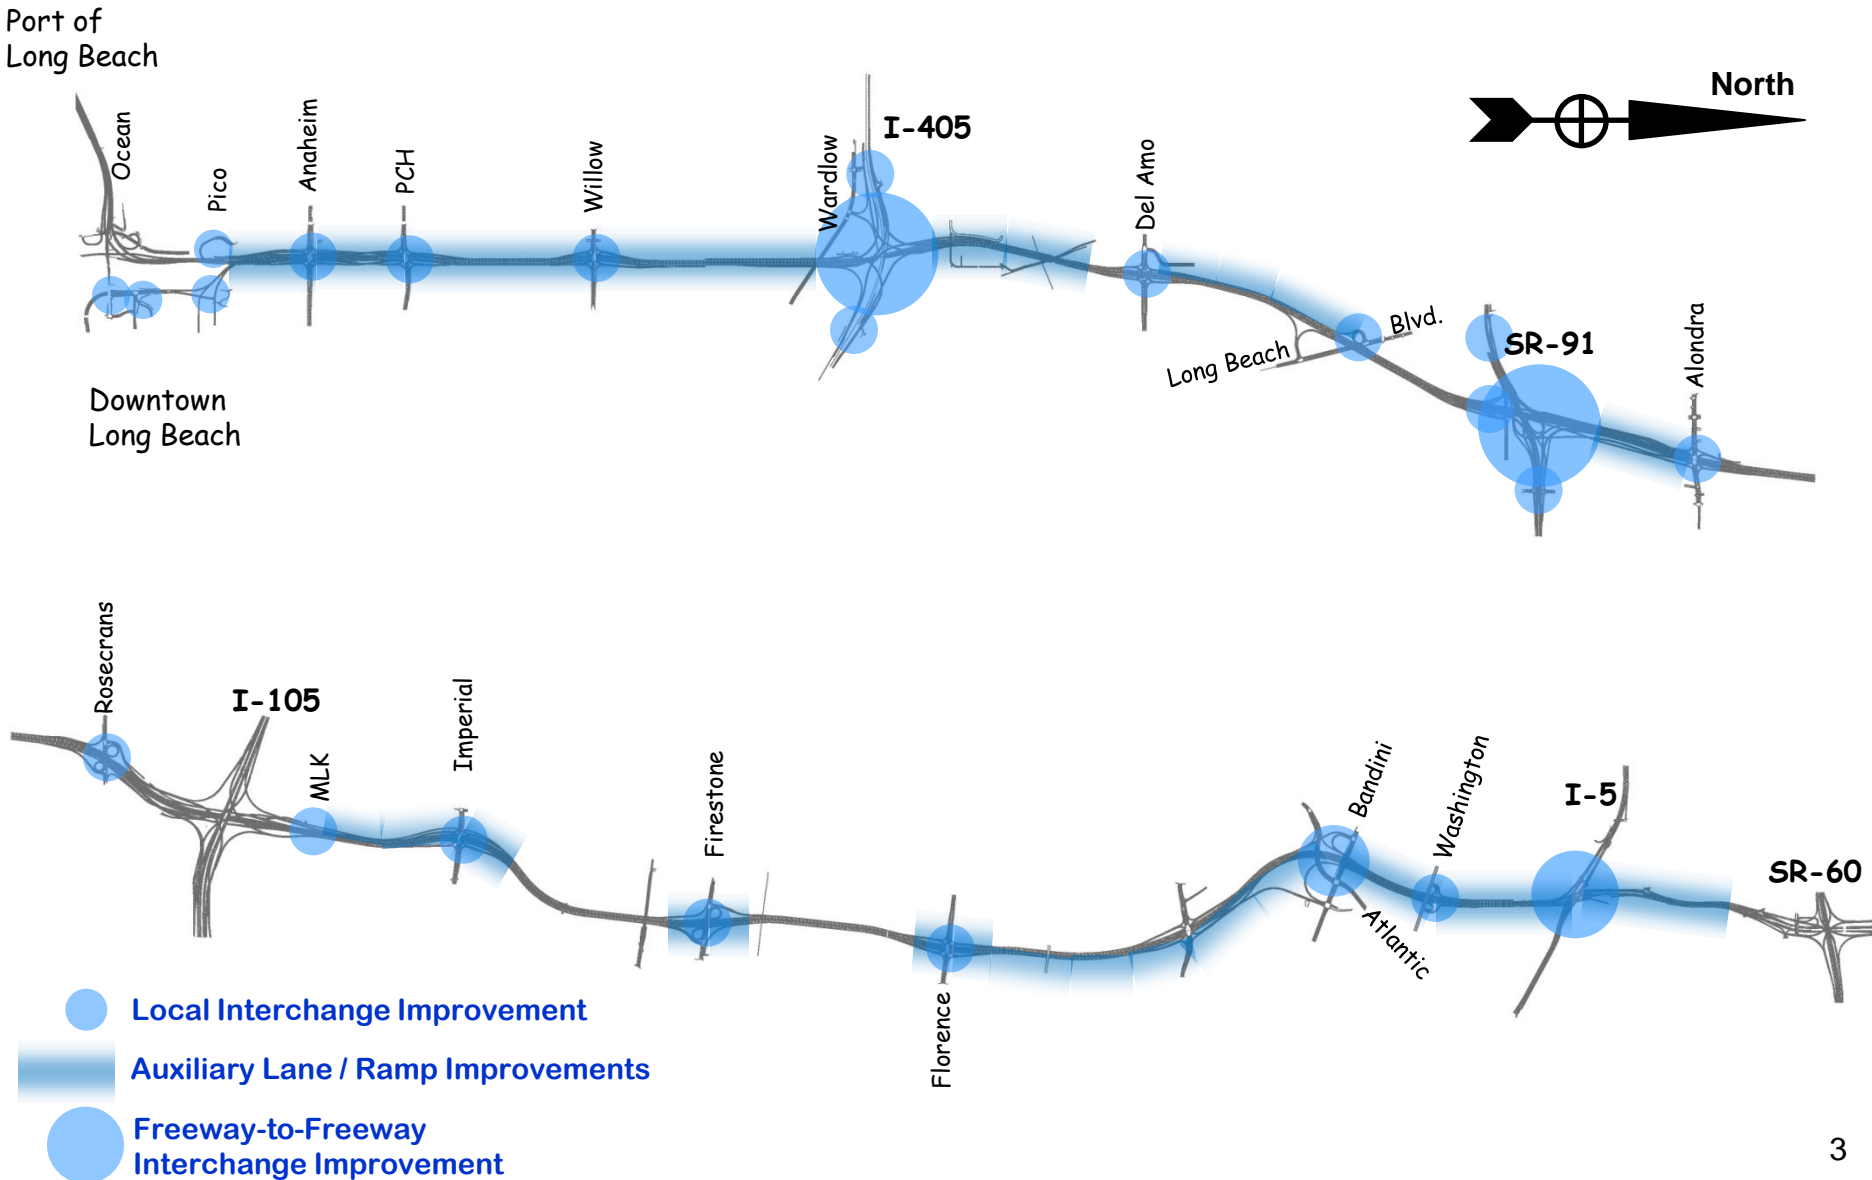 Port of
Long Beach
North
Ocean
Pico
Anaheim
PCH
Willow
Wardlow
I-405
Del Amo
Long Beach Blvd.
SR-91
Alondra
Downtown
Long Beach
Rosecrans
I-105
MLK
Imperial
Firestone
Florence
Bandini
Atlantic
Washington
I-5
SR-60
Local Interchange Improvement
Auxiliary Lane / Ramp Improvements
Freeway-to-Freeway
Interchange Improvement
3